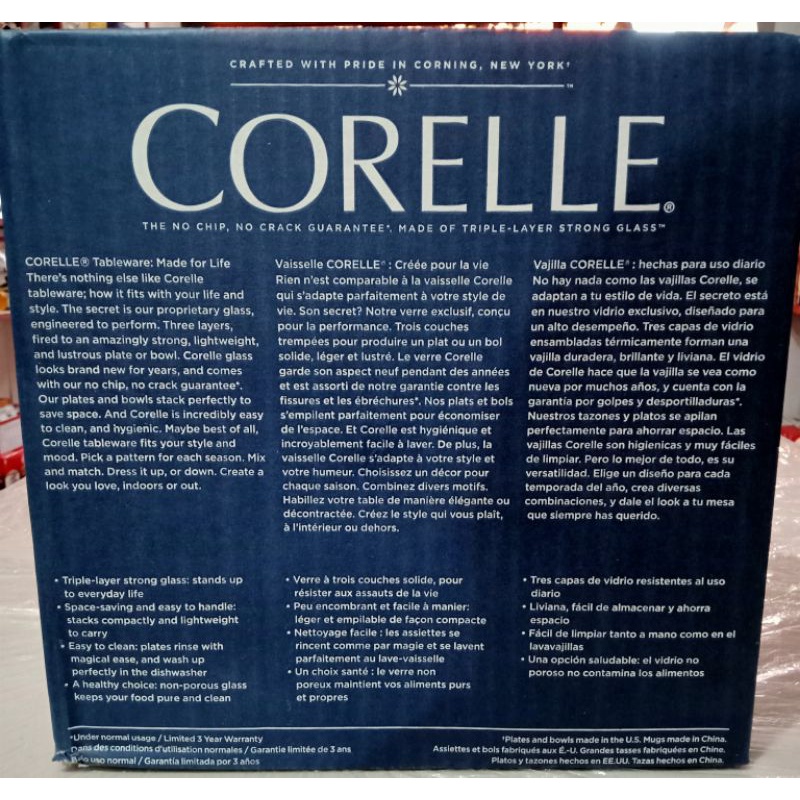 CRAFTED WITH PRIDE IN CORNING, NEW YORK†
™
CORELLE®
THE NO CHIP, NO CRACK GUARANTEE*. MADE OF TRIPLE-LAYER STRONG GLASS™
CORELLE® Tableware: Made for Life
There's nothing else like Corelle
tableware; how it fits with your life and
style. The secret is our proprietary glass,
engineered to perform. Three layers,
fired to an amazingly strong, lightweight,
and lustrous plate or bowl. Corelle glass
looks brand new for years, and comes
with our no chip, no crack guarantee*.
Our plates and bowls stack perfectly to
save space. And Corelle is incredibly easy
to clean, and hygienic. Maybe best of all,
Corelle tableware fits your style and
mood. Pick a pattern for each season. Mix
and match. Dress it up, or down. Create a
look you love, indoors or out.
Vaisselle CORELLE® : Créée pour la vie
Rien n'est comparable à la vaisselle Corelle
qui s'adapte parfaitement à votre style de
vie. Son secret? Notre verre exclusif, conçu
pour la performance. Trois couches
trempées pour produire un plat ou un bol
solide, léger et lustré. Le verre Corelle
garde son aspect neuf pendant des années
et est assorti de notre garantie contre les
fissures et les ébréchures*. Nos plats et bols
s'empilent parfaitement pour économiser
de l'espace. Et Corelle est hygiénique et
incroyablement facile à laver. De plus, la
vaisselle Corelle s'adapte à votre style et
votre humeur. Choisissez un décor pour
chaque saison. Combinez divers motifs.
Habillez votre table de manière élégante ou
décontractée. Créez le style qui vous plaît,
à l'intérieur ou dehors.
Vajilla CORELLE® : hechas para uso diario
No hay nada como las vajillas Corelle, se
adaptan a tu estilo de vida. El secreto está
en nuestro vidrio exclusivo, diseñado para
un alto desempeño. Tres capas de vidrio
ensambladas térmicamente forman una
vajilla duradera, brillante y liviana. El vidrio
de Corelle hace que la vajilla se vea como
nueva por muchos años, y cuenta con la
garantía por golpes y desportilladuras*.
Nuestros tazones y platos se apilan
perfectamente para ahorrar espacio. Las
vajillas Corelle son higienicas y muy fáciles
de limpiar. Pero lo mejor de todo, es su
versatilidad. Elige un diseño para cada
temporada del año, crea diversas
combinaciones, y dale el look a tu mesa
que siempre has querido.
• Triple-layer strong glass: stands up
to everyday life
• Space-saving and easy to handle:
stacks compactly and lightweight
to carry
• Easy to clean: plates rinse with
magical ease, and wash up
perfectly in the dishwasher
• A healthy choice: non-porous glass
keeps your food pure and clean
• Verre à trois couches solide, pour
résister aux assauts de la vie
• Peu encombrant et facile à manier:
léger et empilable de façon compacte
• Nettoyage facile : les assiettes se
rincent comme par magie et se lavent
parfaitement au lave-vaisselle
• Un choix santé : le verre non
poreux maintient vos aliments purs
et propres
• Tres capas de vidrio resistentes al uso
diario
• Liviana, fácil de almacenar y ahorra
espacio
• Fácil de limpiar tanto a mano como en el
lavavajillas
• Una opción saludable: el vidrio no
poroso no contamina los alimentos
*Under normal usage / Limited 3 Year Warranty
Dans des conditions d'utilisation normales / Garantie limitée de 3 ans
Bajo uso normal / Garantía limitada por 3 años
†Plates and bowls made in the U.S. Mugs made in China.
Assiettes et bols fabriqués aux É.-U. Grandes tasses fabriquées en Chine.
Platos y tazones hechos en EE.UU. Tazas hechas en China.